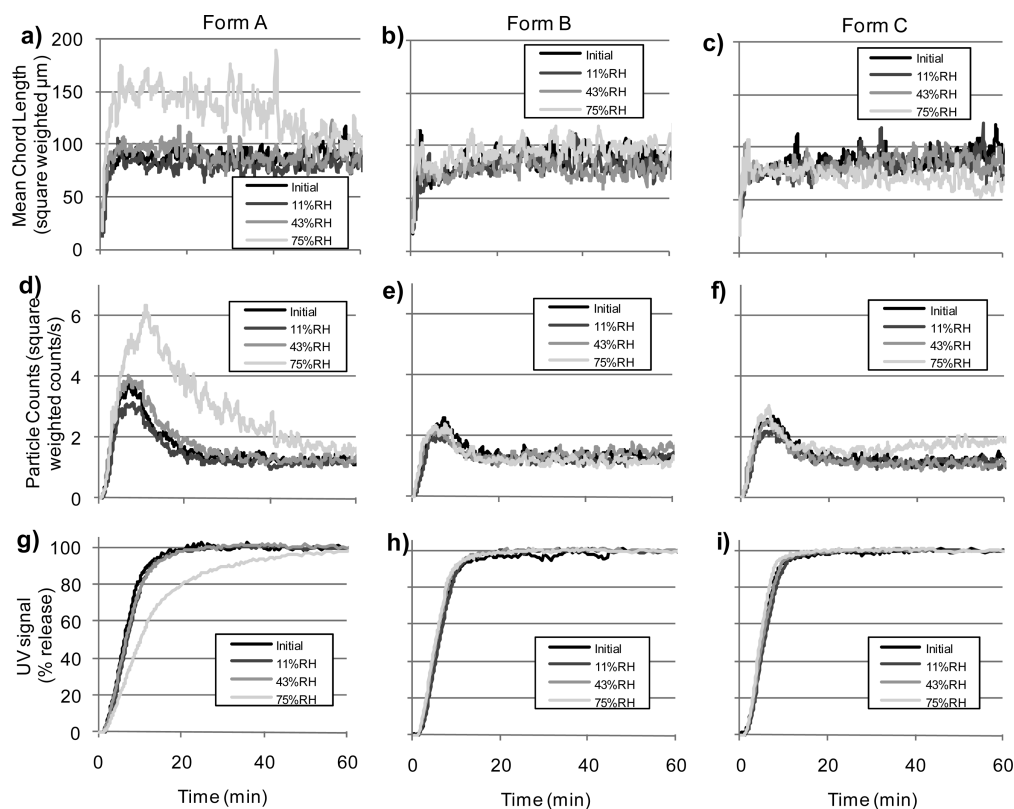 Form A
Form B
Form C
a)
b)
c)
Mean Chord Length
(square weighted µm)
200
150
100
50
0
Initial
11%RH
43%RH
75%RH
Initial
11%RH
43%RH
75%RH
Initial
11%RH
43%RH
75%RH
d)
e)
f)
Particle Counts (square
weighted counts/s)
6
4
2
0
Initial
11%RH
43%RH
75%RH
Initial
11%RH
43%RH
75%RH
Initial
11%RH
43%RH
75%RH
g)
h)
i)
UV signal
(% release)
100
80
60
40
20
0
Initial
11%RH
43%RH
75%RH
Initial
11%RH
43%RH
75%RH
Initial
11%RH
43%RH
75%RH
0 20 40 60
0 20 40 60
0 20 40 60
Time (min)
Time (min)
Time (min)